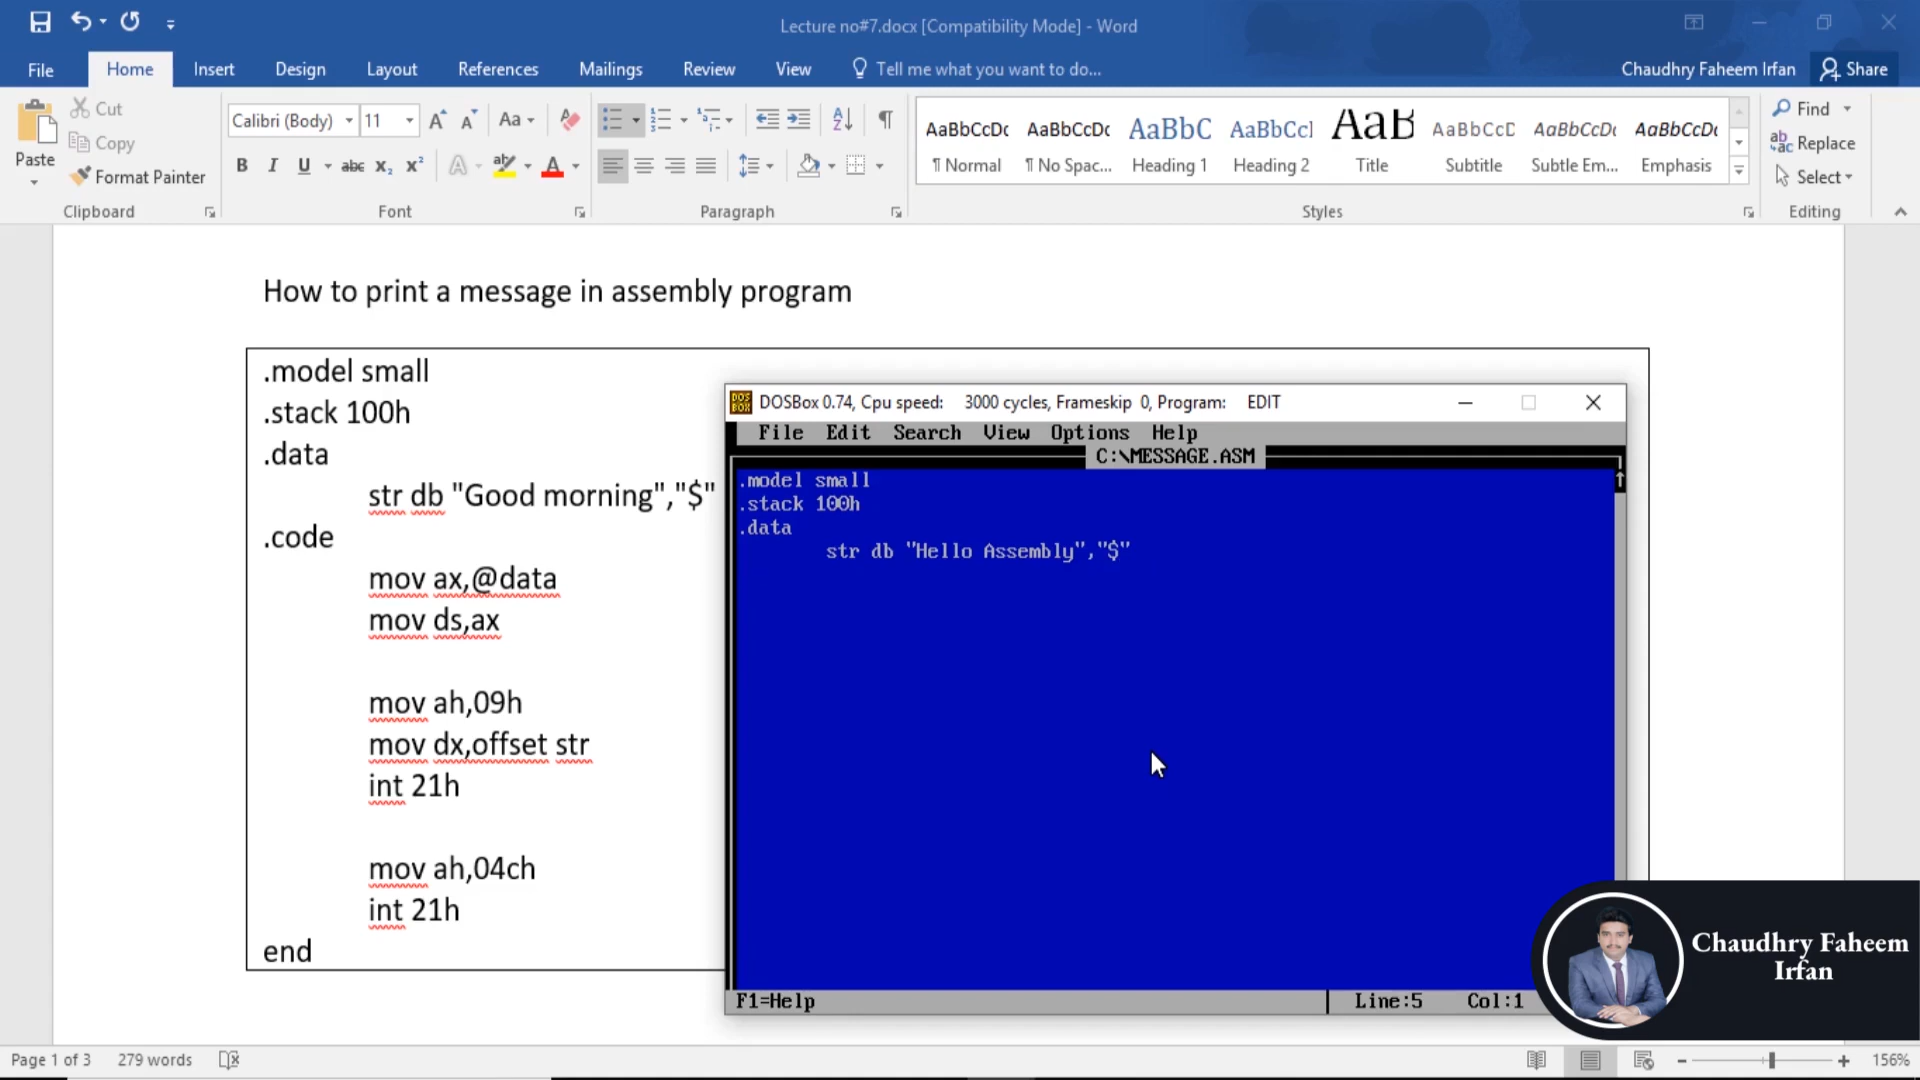 Lecture no#7.docx [Compatibility Mode] - Word
File Home Insert Design Layout References Mailings Review View Tell me what you want to do... Chaudhry Faheem Irfan Share
Paste
Cut
Copy
Format Painter
Clipboard
Calibri (Body) 11 A A Aa
B I U abc X₂ X² A ab A
Font
A Z ¶
Paragraph
AaBbCcDc AaBbCcDc AaBbC AaBbCcl AaB AaBbCcD AaBbCcDc AaBbCcDc
¶ Normal ¶ No Spac... Heading 1 Heading 2 Title Subtitle Subtle Em... Emphasis
Styles
Find
Replace
Select
Editing
How to print a message in assembly program
.model small
.stack 100h
.data
str db "Good morning","$"
.code
mov ax,@data
mov ds,ax
mov ah,09h
mov dx,offset str
int 21h
mov ah,04ch
int 21h
end
DOSBox 0.74, Cpu speed: 3000 cycles, Frameskip 0, Program: EDIT
File Edit Search View Options Help
C:\MESSAGE.ASM
.model small
.stack 100h
.data
str db "Hello Assembly","$"
F1=Help Line:5 Col:1
Chaudhry Faheem
Irfan
Page 1 of 3 279 words 156%